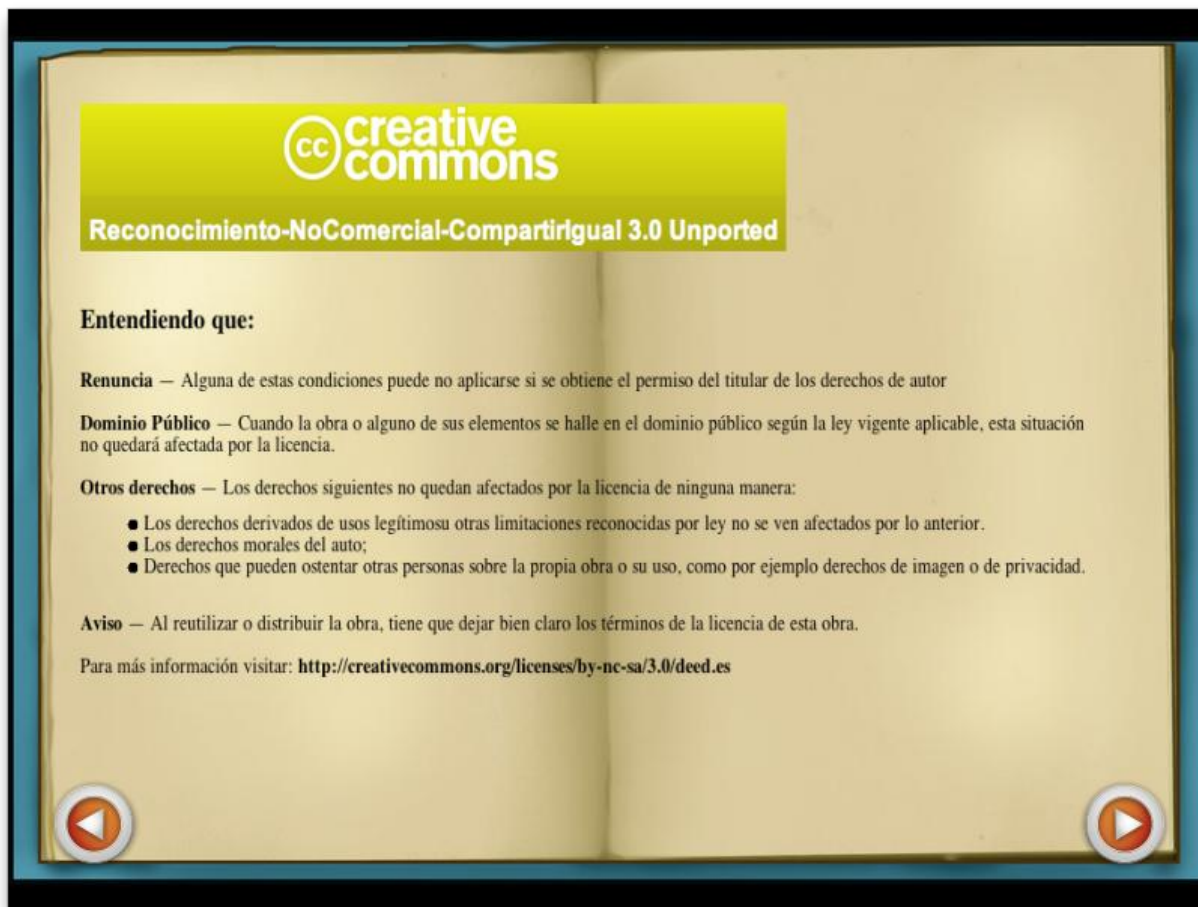 cc creative
commons
Reconocimiento-NoComercial-CompartirIgual 3.0 Unported
Entendiendo que:
Renuncia — Alguna de estas condiciones puede no aplicarse si se obtiene el permiso del titular de los derechos de autor
Dominio Público — Cuando la obra o alguno de sus elementos se halle en el dominio público según la ley vigente aplicable, esta situación
no quedará afectada por la licencia.
Otros derechos — Los derechos siguientes no quedan afectados por la licencia de ninguna manera:
• Los derechos derivados de usos legítimosu otras limitaciones reconocidas por ley no se ven afectados por lo anterior.
• Los derechos morales del auto;
• Derechos que pueden ostentar otras personas sobre la propia obra o su uso, como por ejemplo derechos de imagen o de privacidad.
Aviso — Al reutilizar o distribuir la obra, tiene que dejar bien claro los términos de la licencia de esta obra.
Para más información visitar: http://creativecommons.org/licenses/by-nc-sa/3.0/deed.es